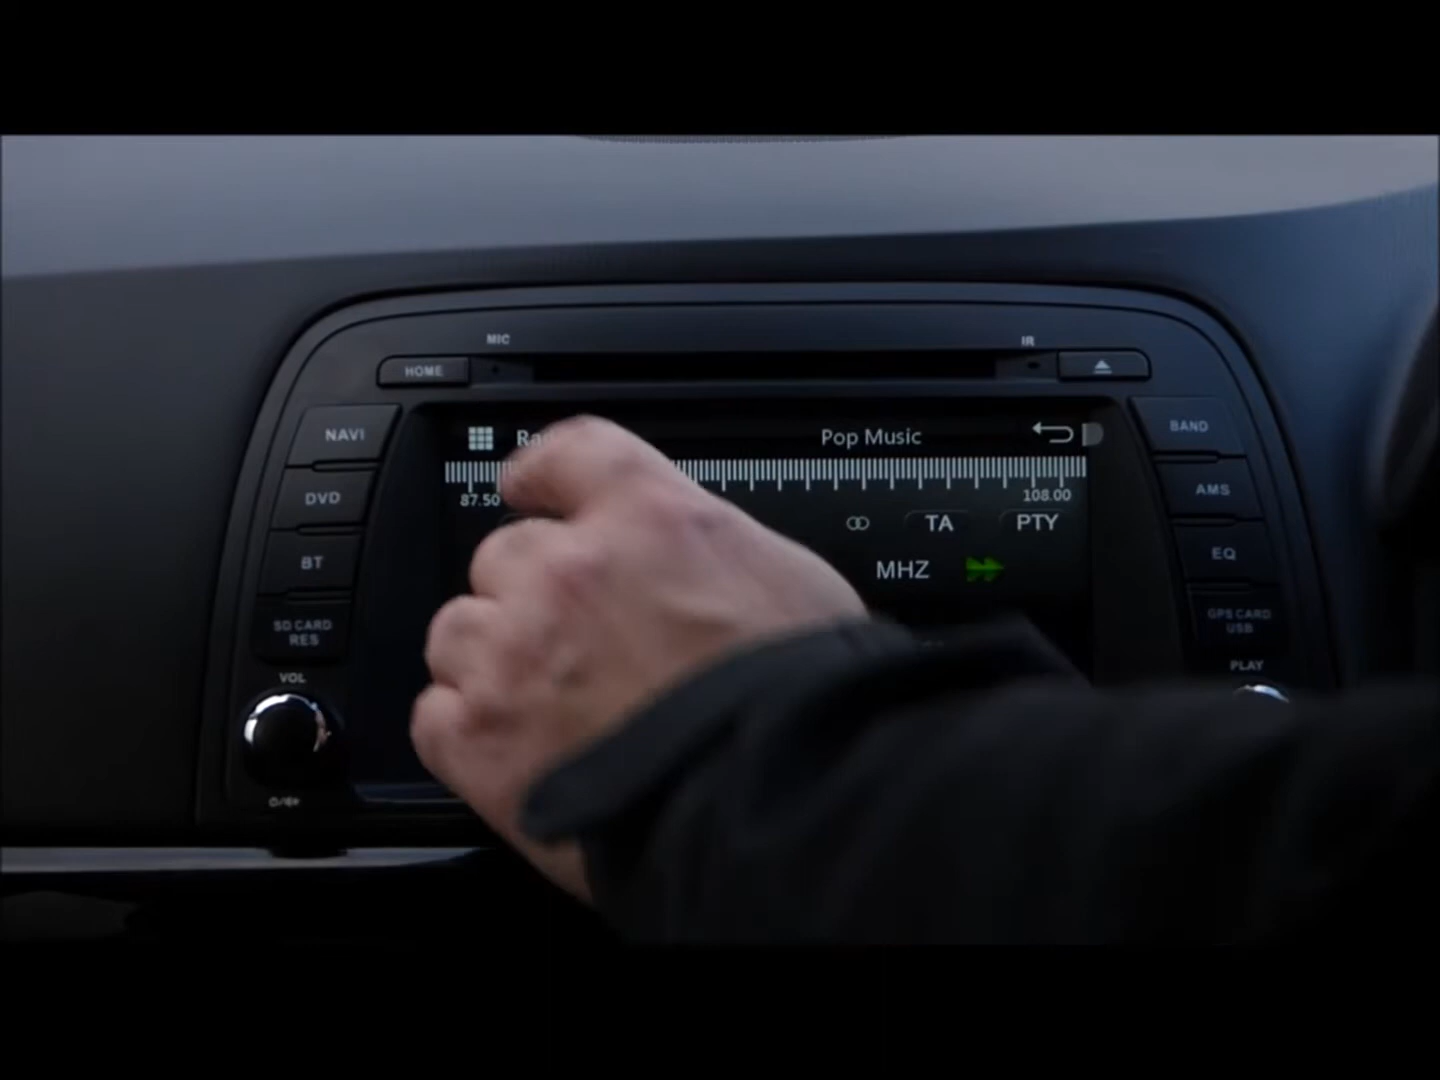 MIC
IR
HOME
NAVI
Pop Music
BAND
DVD
87.50
108.00
AMS
TA
PTY
BT
MHZ
EQ
SD CARD
RES
GPS CARD
USB
VOL
PLAY